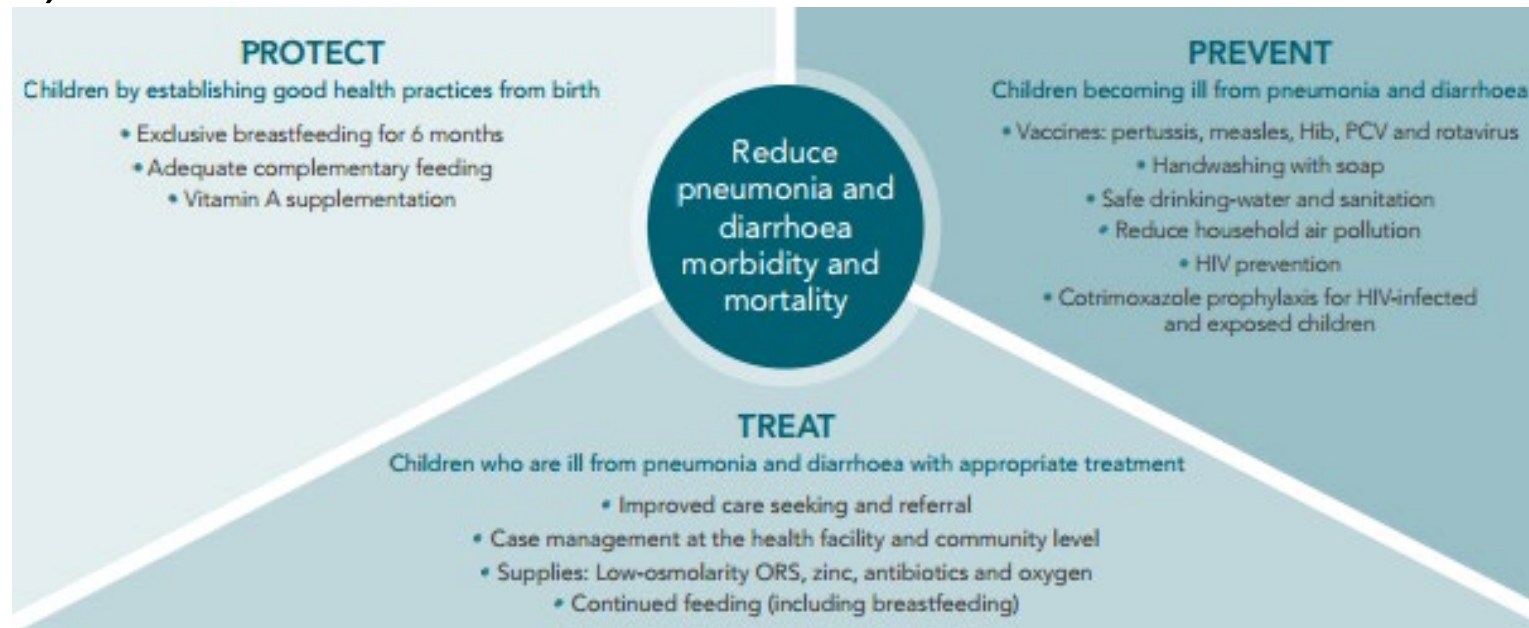 PROTECT
Children by establishing good health practices from birth
• Exclusive breastfeeding for 6 months
• Adequate complementary feeding
• Vitamin A supplementation
PREVENT
Children becoming ill from pneumonia and diarrhoea
• Vaccines: pertussis, measles, Hib, PCV and rotavirus
• Handwashing with soap
• Safe drinking-water and sanitation
• Reduce household air pollution
• HIV prevention
• Cotrimoxazole prophylaxis for HIV-infected
and exposed children
Reduce
pneumonia and
diarrhoea
morbidity and
mortality
TREAT
Children who are ill from pneumonia and diarrhoea with appropriate treatment
• Improved care seeking and referral
• Case management at the health facility and community level
• Supplies: Low-osmolarity ORS, zinc, antibiotics and oxygen
• Continued feeding (including breastfeeding)